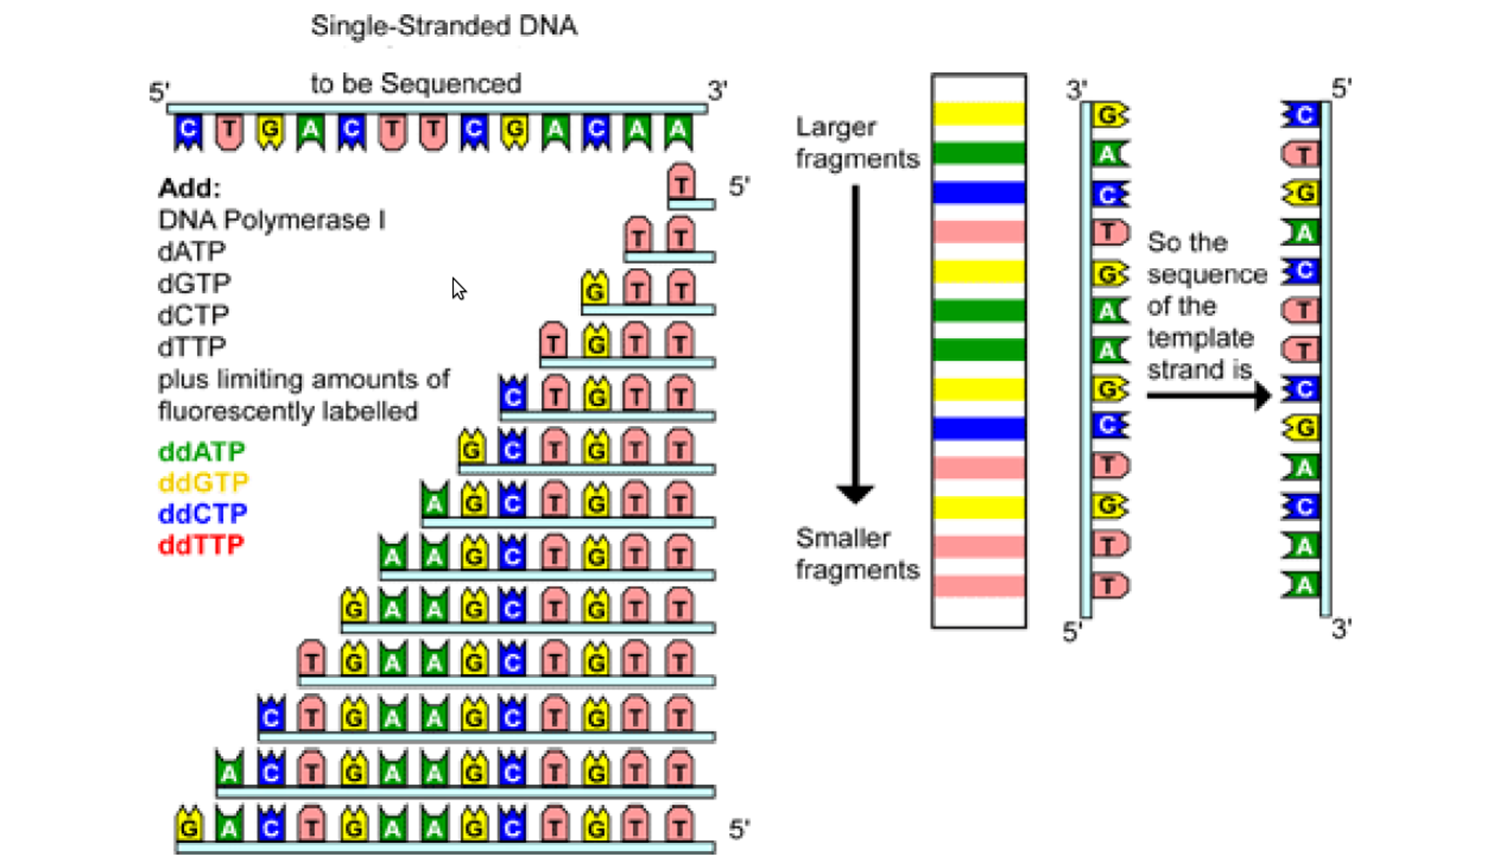 Single-Stranded DNA
to be Sequenced
5' 3'
C T G A C T T C G A C A A
Add:
DNA Polymerase I
dATP
dGTP
dCTP
dTTP
plus limiting amounts of
fluorescently labelled
ddATP
ddGTP
ddCTP
ddTTP
T 5'
T T
G T T
T G T T
C T G T T
G C T G T T
A G C T G T T
A A G C T G T T
G A A G C T G T T
T G A A G C T G T T
C T G A A G C T G T T
A C T G A A G C T G T T
G A C T G A A G C T G T T 5'
Larger
fragments
Smaller
fragments
3'
G
A
C
T
G
A
A
G
C
T
G
T
T
5'
So the
sequence
of the
template
strand is
5'
C
T
G
A
C
T
T
C
G
A
C
A
A
3'